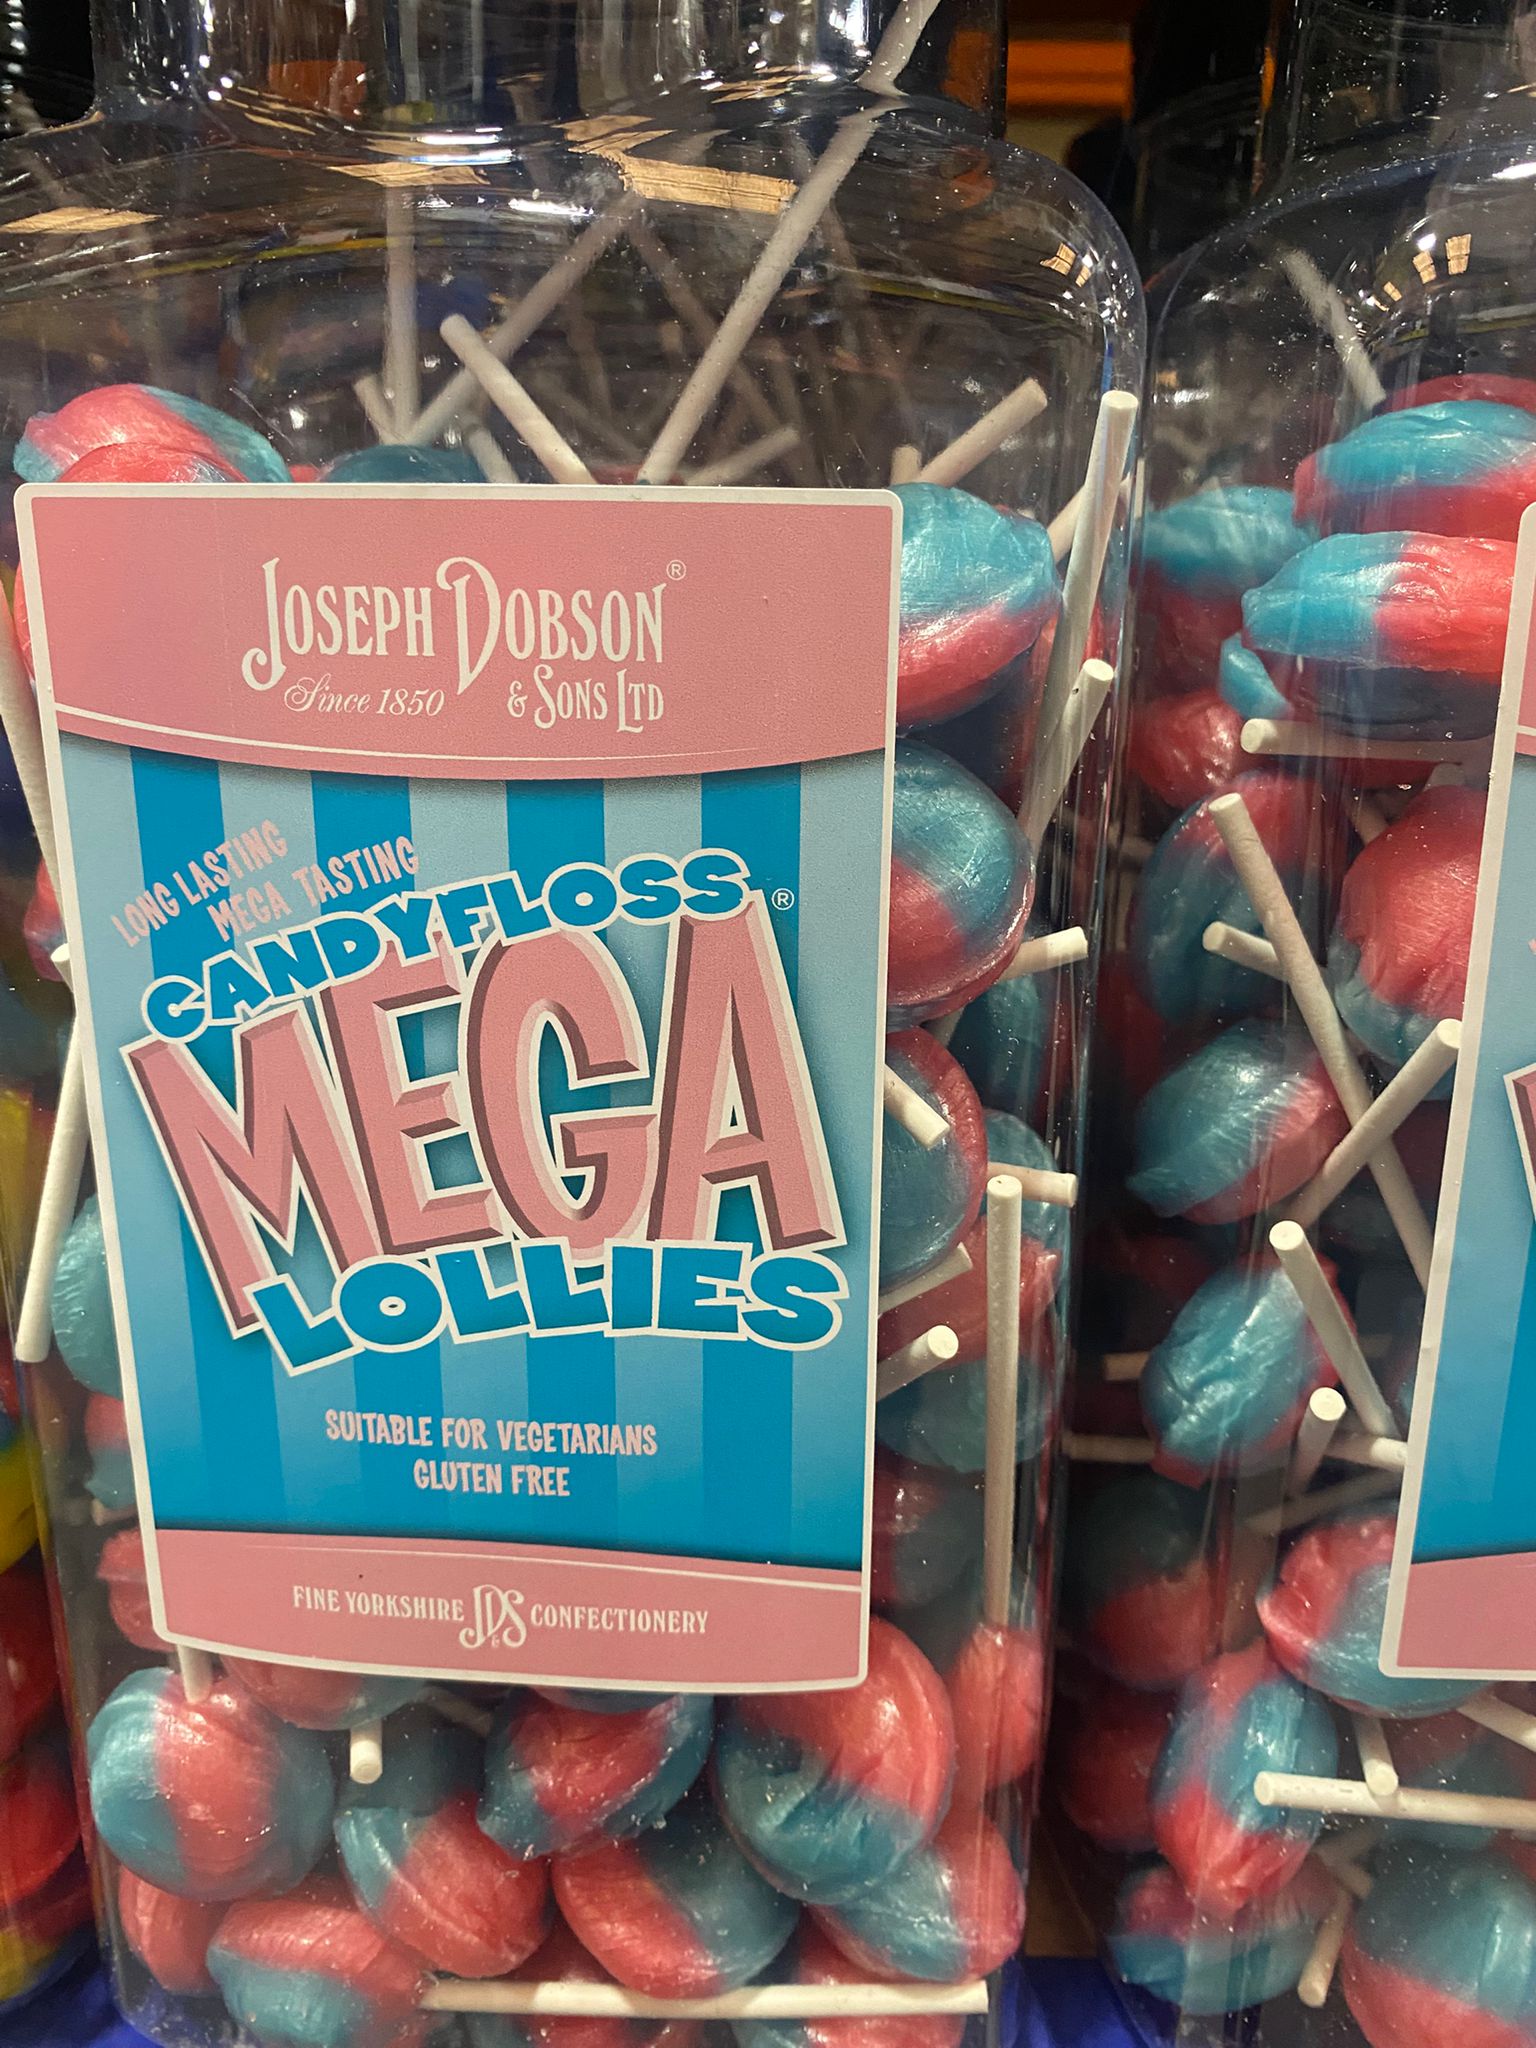 JOSEPH DOBSON®
Since 1850 & SONS LTD
LONG LASTING
MEGA TASTING
CANDYFLOSS
MEGA®
LOLLIES
SUITABLE FOR VEGETARIANS
GLUTEN FREE
FINE YORKSHIRE JD&S CONFECTIONERY